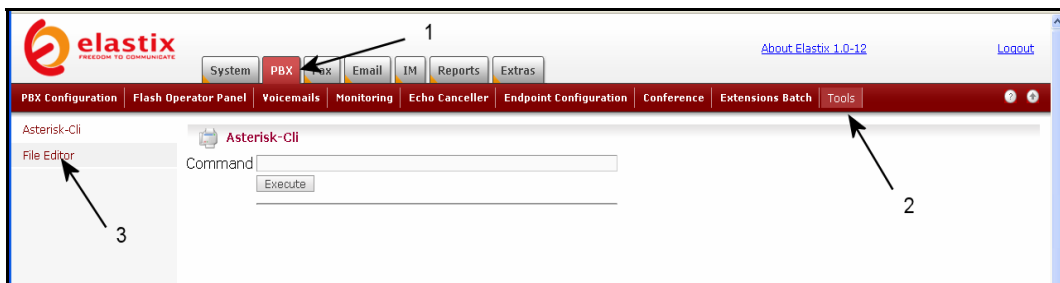 1
elastix
FREEDOM TO COMMUNICATE
About Elastix 1.0-12
Logout
System PBX Fax Email IM Reports Extras
PBX Configuration Flash Operator Panel Voicemails Monitoring Echo Canceller Endpoint Configuration Conference Extensions Batch Tools ?
Asterisk-Cli
File Editor
Asterisk-Cli
Command
Execute
2
3